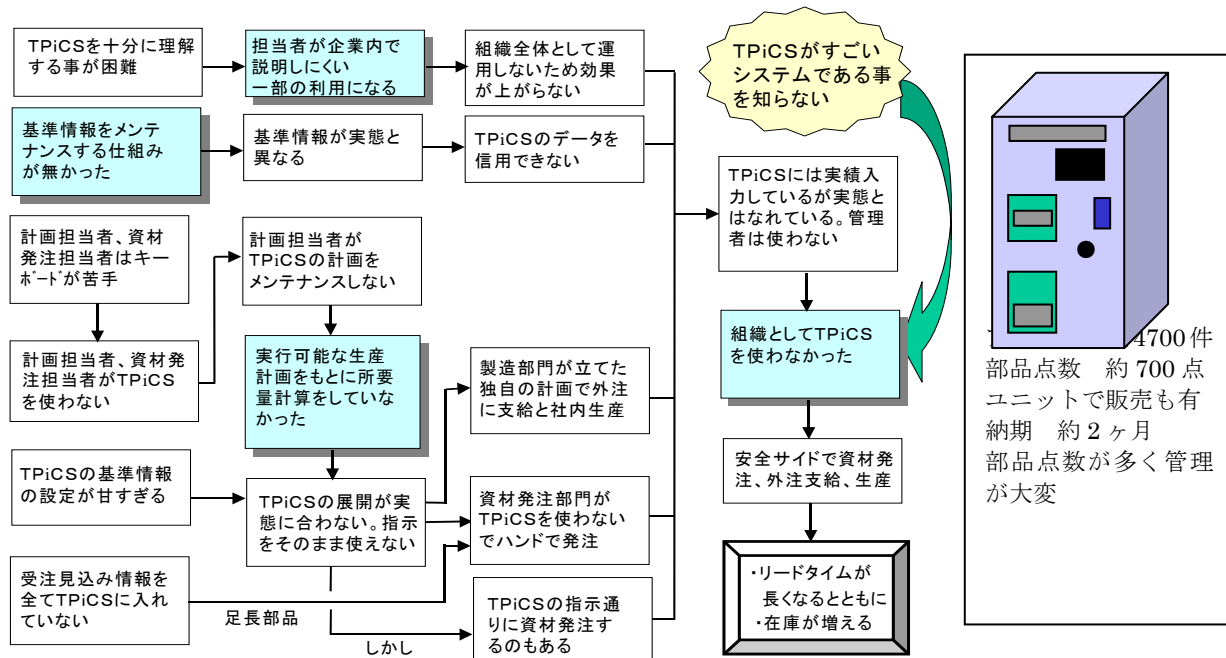 TPiCSを十分に理解
する事が困難
担当者が企業内で
説明しにくい
一部の利用になる
組織全体として運
用しないため効果
が上がらない
TPiCSがすごい
システムである事
を知らない
基準情報をメンテ
ナンスする仕組み
が無かった
基準情報が実態と
異なる
TPiCSのデータを
信用できない
TPiCSには実績入
力しているが実態と
はなれている。管理
者は使わない
計画担当者、資材
発注担当者はキー
ボードが苦手
計画担当者が
TPiCSの計画を
メンテナンスしない
計画担当者、資材発
注担当者がTPiCS
を使わない
実行可能な生産
計画をもとに所要
量計算をしていな
かった
製造部門が立てた
独自の計画で外注
に支給と社内生産
組織としてTPiCS
を使わなかった
TPiCSの基準情報
の設定が甘すぎる
TPiCSの展開が実
態に合わない。指示
をそのまま使えない
資材発注部門が
TPiCSを使わない
でハンドで発注
安全サイドで資材発
注、外注支給、生産
受注見込み情報を
全てTPiCSに入れ
ていない
足長部品
しかし
TPiCSの指示通
りに資材発注す
るのもある
・リードタイムが
長くなるとともに
・在庫が増える
4700件
部品点数 約700点
ユニットで販売も有
納期 約2ヶ月
部品点数が多く管理
が大変